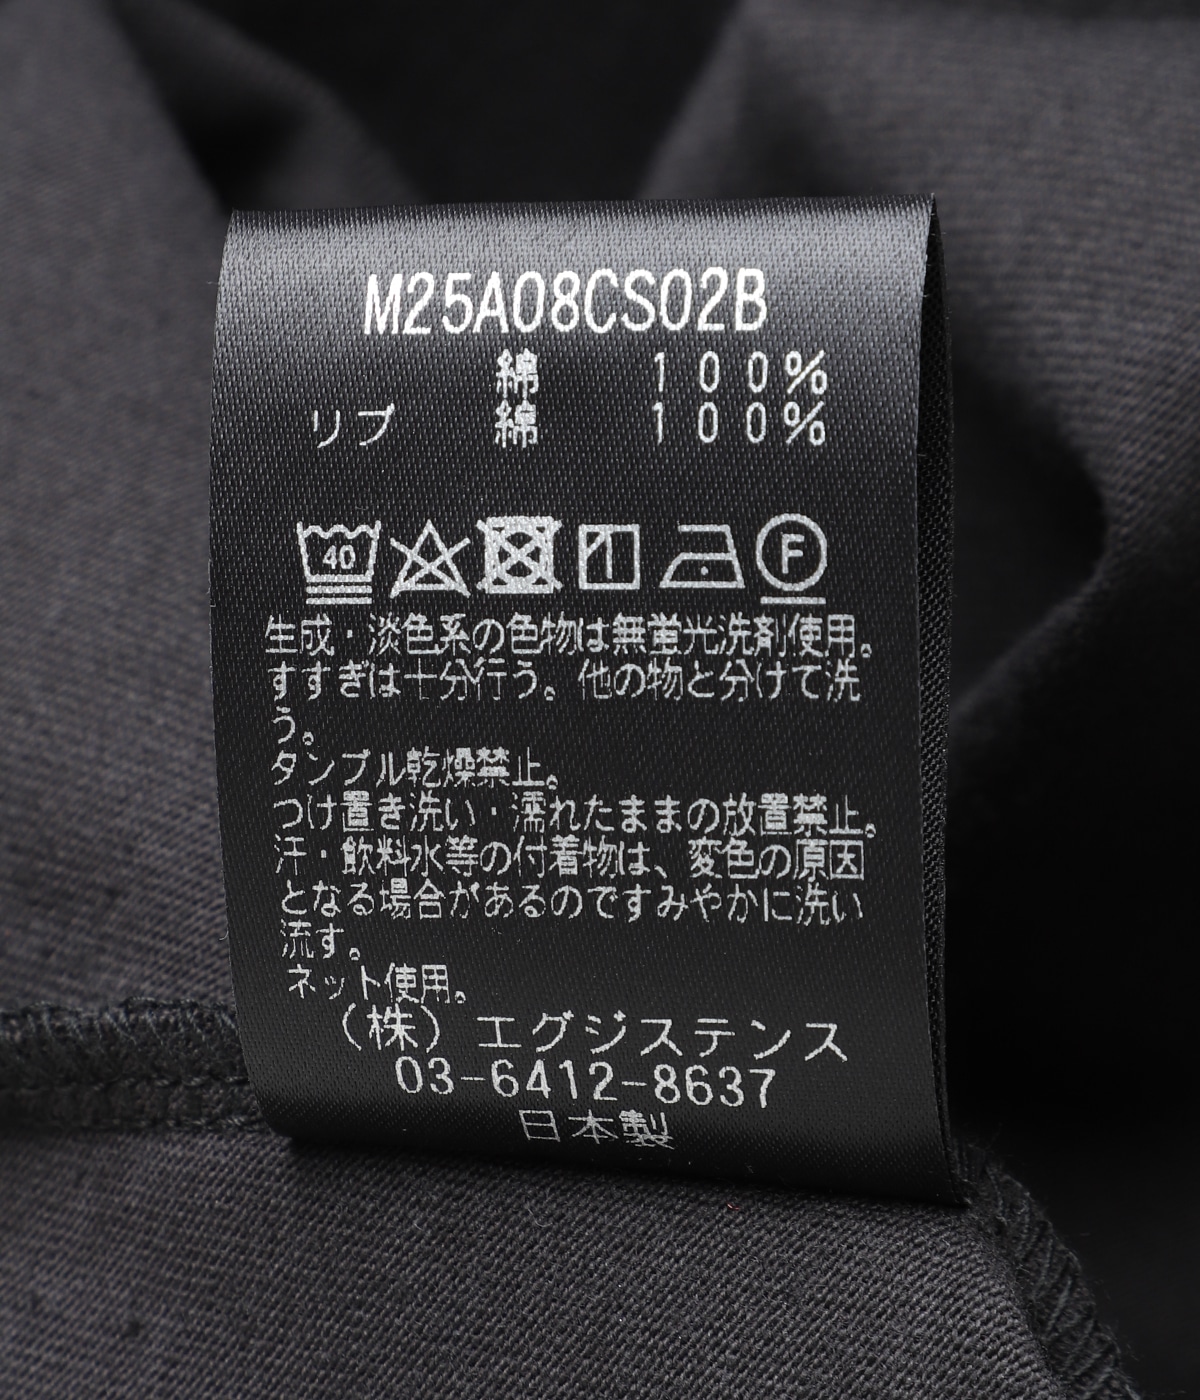 M25A08CS02B
綿 100%
リブ 綿 100%
40 F
生成・淡色系の色物は無蛍光洗剤使用。
すすぎは十分行う。他の物と分けて洗
う。
タンブル乾燥禁止。
つけ置き洗い・濡れたままの放置禁止。
汗・飲料水等の付着物は、変色の原因
となる場合があるのですみやかに洗い
流す。
ネット使用。
（株）エグジステンス
03-6412-8637
日本製